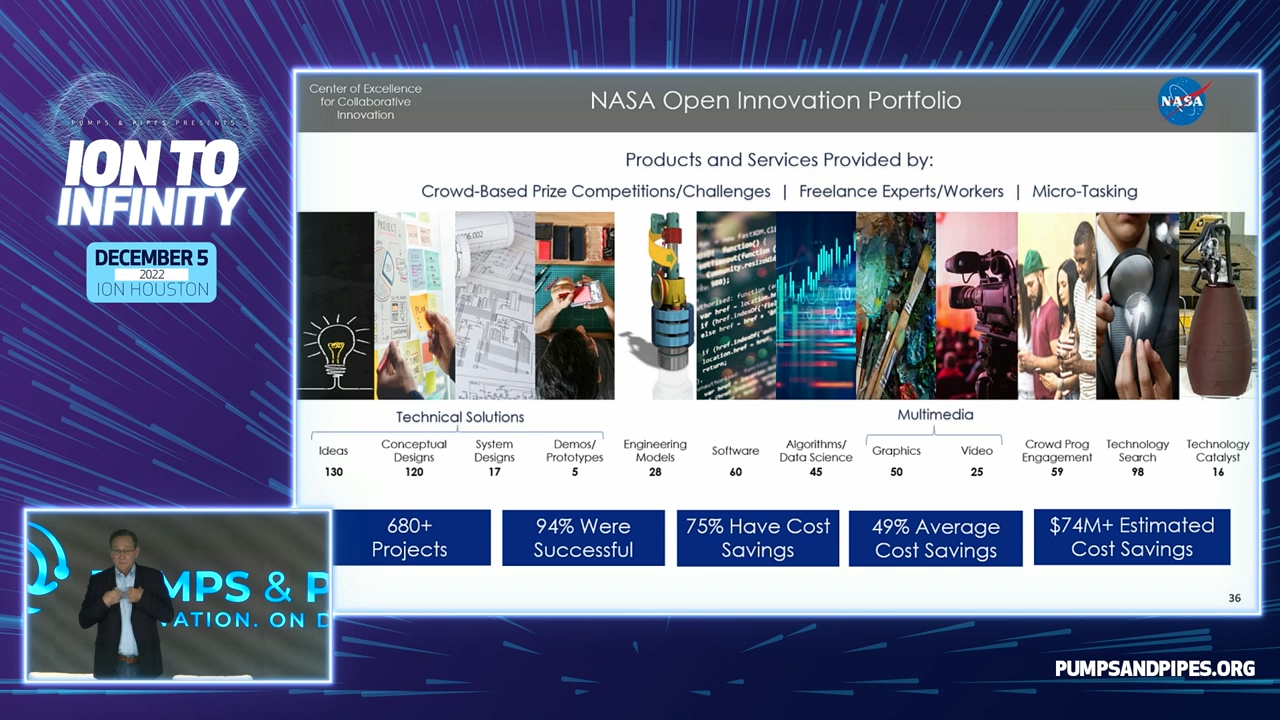 PUMPS & PIPES PRESENTS
ION TO
INFINITY
DECEMBER 5
2022
ION HOUSTON
Center of Excellence
for Collaborative
Innovation
NASA Open Innovation Portfolio
NASA
Products and Services Provided by:
Crowd-Based Prize Competitions/Challenges | Freelance Experts/Workers | Micro-Tasking
Technical Solutions
Multimedia
Ideas
130
Conceptual
Designs
120
System
Designs
17
Demos/
Prototypes
5
Engineering
Models
28
Software
60
Algorithms/
Data Science
45
Graphics
50
Video
25
Crowd Prog
Engagement
59
Technology
Search
98
Technology
Catalyst
16
680+
Projects
94% Were
Successful
75% Have Cost
Savings
49% Average
Cost Savings
$74M+ Estimated
Cost Savings
36
MPS & P
VATION. ON D
PUMPSANDPIPES.ORG